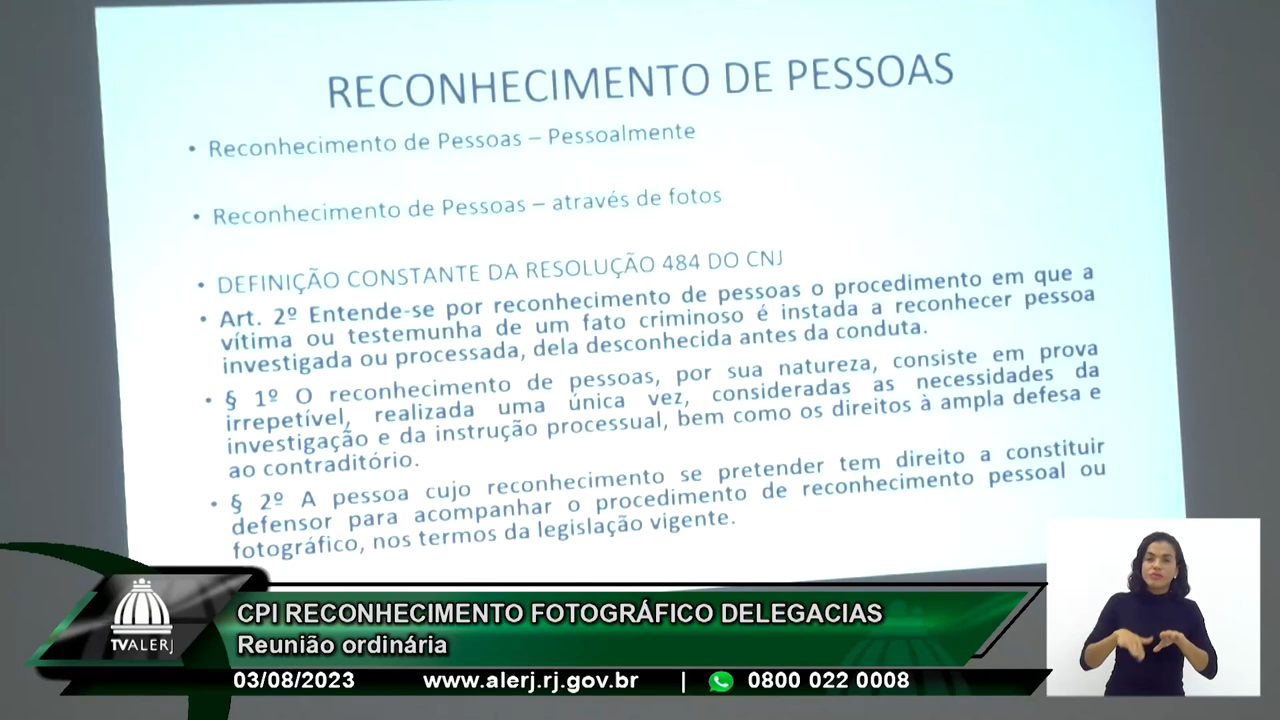 RECONHECIMENTO DE PESSOAS
• Reconhecimento de Pessoas – Pessoalmente
• Reconhecimento de Pessoas – através de fotos
• DEFINIÇÃO CONSTANTE DA RESOLUÇÃO 484 DO CNJ
• Art. 2º Entende-se por reconhecimento de pessoas o procedimento em que a
vítima ou testemunha de um fato criminoso é instada a reconhecer pessoa
investigada ou processada, dela desconhecida antes da conduta.
• § 1º O reconhecimento de pessoas, por sua natureza, consiste em prova
irrepetível, realizada uma única vez, consideradas as necessidades da
investigação e da instrução processual, bem como os direitos à ampla defesa e
ao contraditório.
• § 2º A pessoa cujo reconhecimento se pretender tem direito a constituir
defensor para acompanhar o procedimento de reconhecimento pessoal ou
fotográfico, nos termos da legislação vigente.
TVALERJ
CPI RECONHECIMENTO FOTOGRÁFICO DELEGACIAS
Reunião ordinária
03/08/2023 www.alerj.rj.gov.br | 0800 022 0008